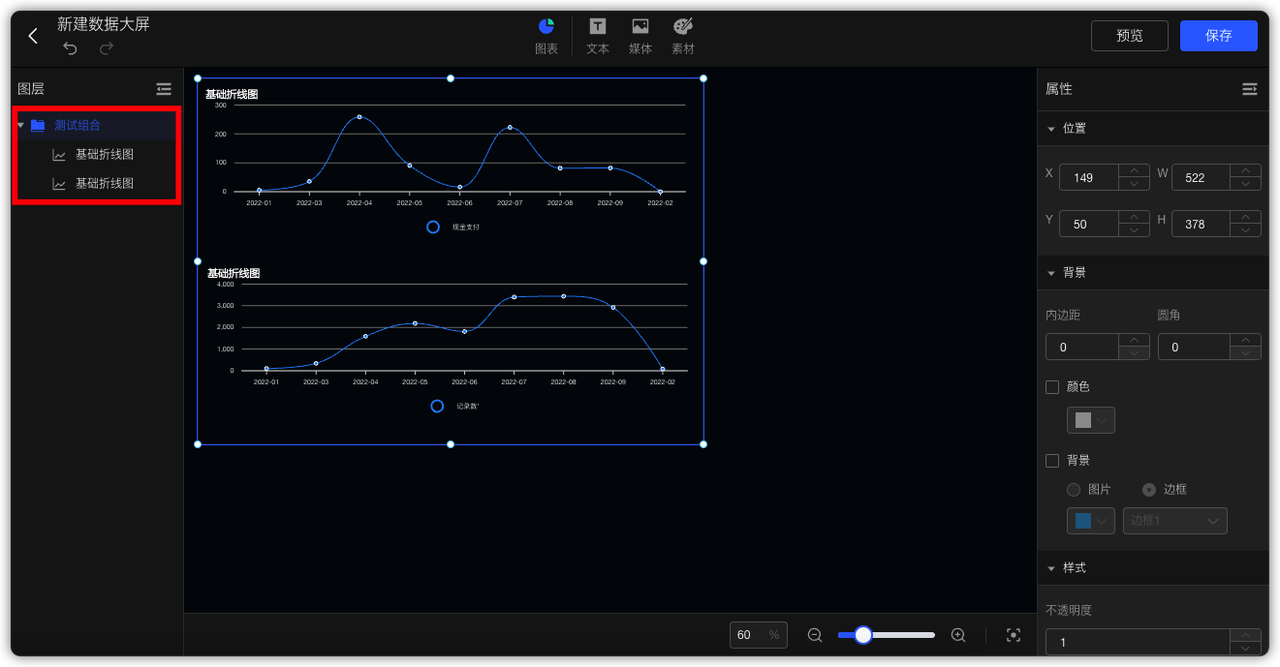 新建数据大屏
图表
文本
媒体
素材
预览
保存
图层
测试组合
基础折线图
基础折线图
基础折线图
300
200
100
0
2022-01 2022-03 2022-04 2022-05 2022-06 2022-07 2022-08 2022-09 2022-02
现金支付
基础折线图
4,000
3,000
2,000
1,000
0
2022-01 2022-03 2022-04 2022-05 2022-06 2022-07 2022-08 2022-09 2022-02
记录数*
60 %
属性
位置
X 149 W 522
Y 50 H 378
背景
内边距 圆角
0 0
颜色
背景
图片 边框
边框1
样式
不透明度
1